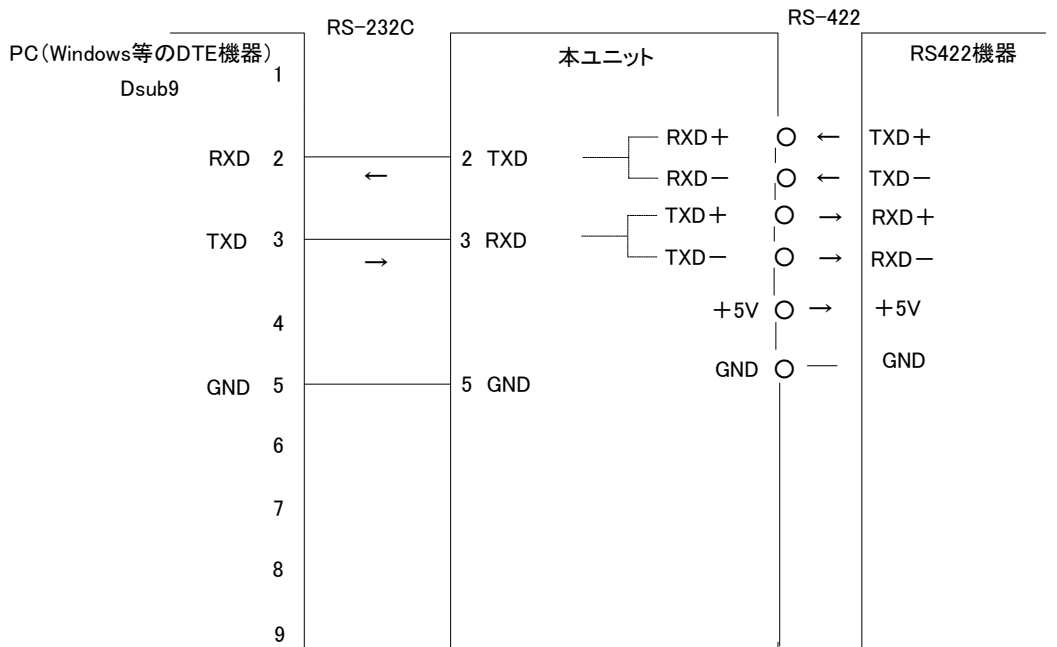 RS-232C
RS-422
PC(Windows等のDTE機器)
本ユニット
RS422機器
Dsub9
1
RXD＋ ← TXD＋
RXD 2
2 TXD
←
RXD－ ← TXD－
TXD＋ → RXD＋
TXD 3
3 RXD
→
TXD－ → RXD－
＋5V → ＋5V
4
GND — GND
GND 5
5 GND
6
7
8
9